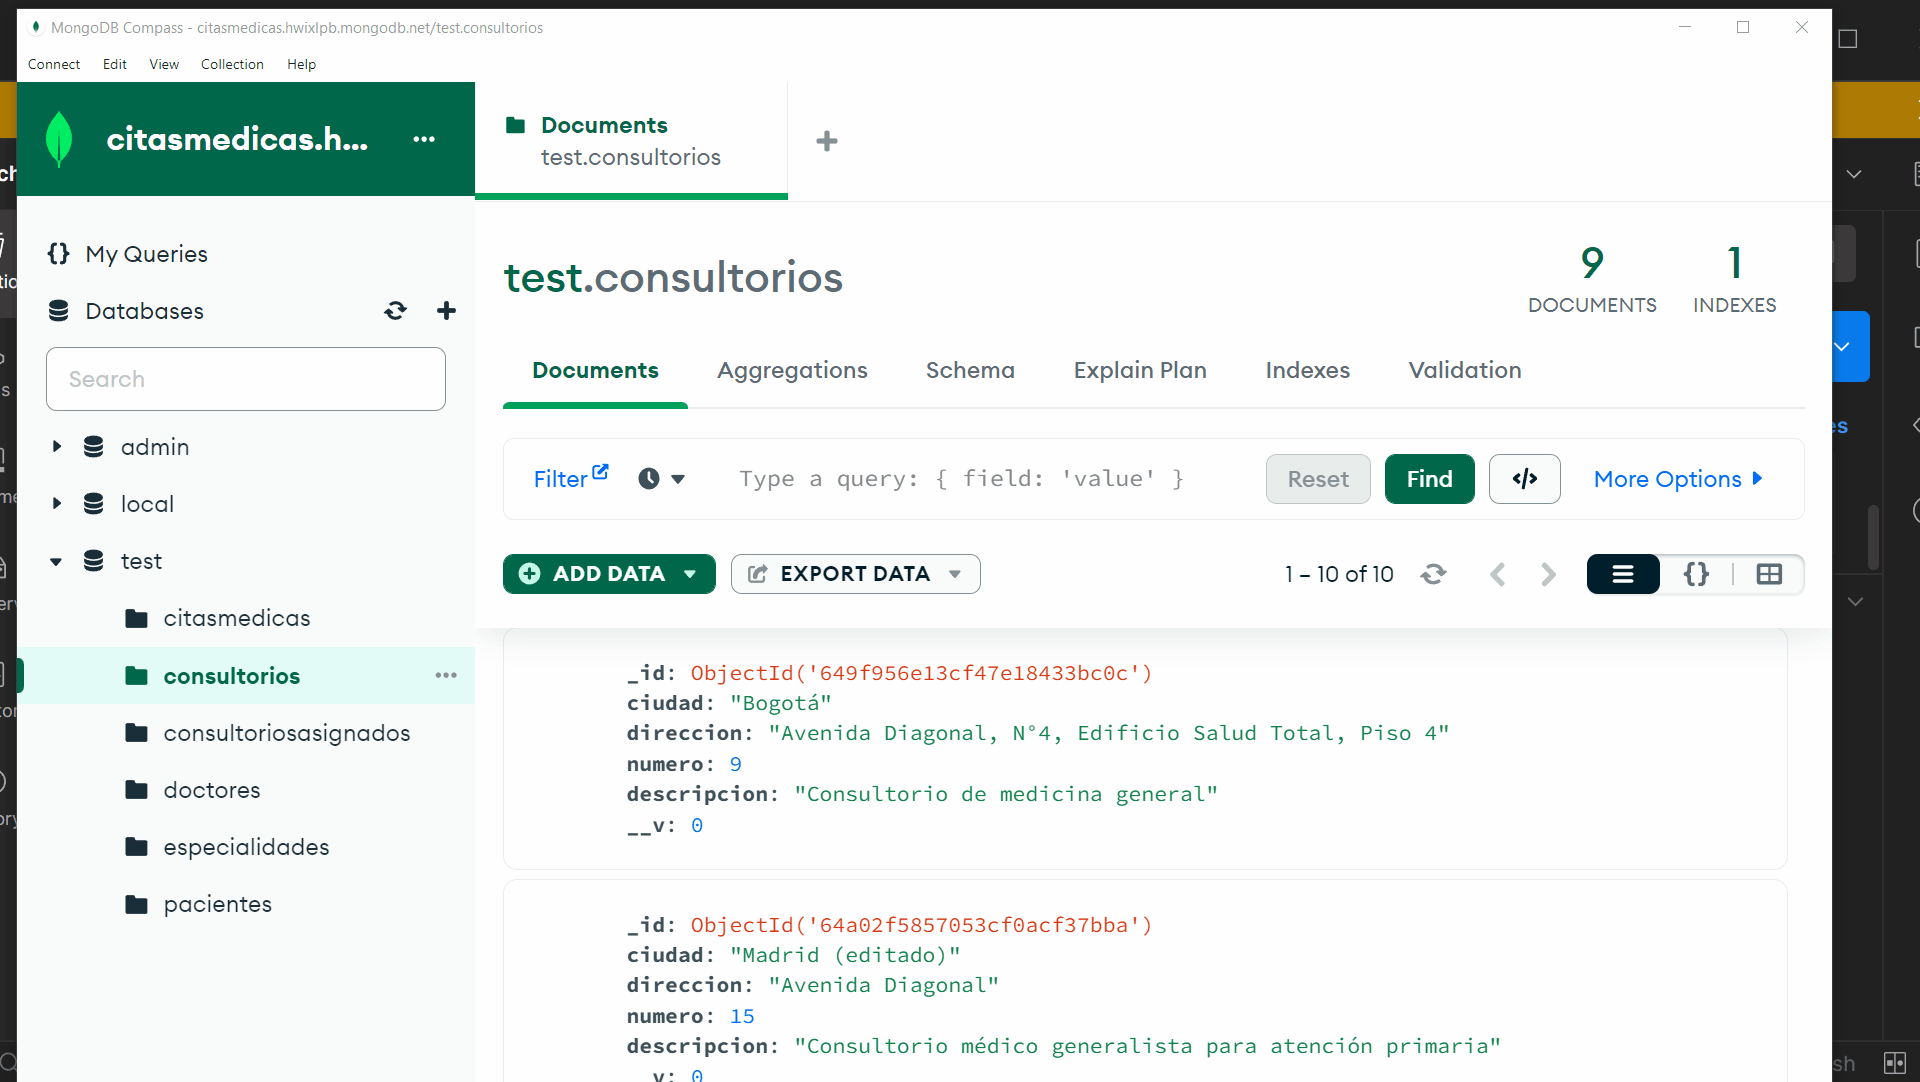 MongoDB Compass - citasmedicas.hwixlpb.mongodb.net/test.consultorios
Connect Edit View Collection Help
citasmedicas.h...
Documents
test.consultorios
My Queries
Databases
Search
admin
local
test
citasmedicas
consultorios
consultoriosasignados
doctores
especialidades
pacientes
test.consultorios
9
DOCUMENTS
1
INDEXES
Documents Aggregations Schema Explain Plan Indexes Validation
Filter
Type a query: { field: 'value' }
Reset
Find
</>
More Options
ADD DATA
EXPORT DATA
1 – 10 of 10
{}
_id: ObjectId('649f956e13cf47e18433bc0c')
ciudad: "Bogotá"
direccion: "Avenida Diagonal, N°4, Edificio Salud Total, Piso 4"
numero: 9
descripcion: "Consultorio de medicina general"
__v: 0
_id: ObjectId('64a02f5857053cf0acf37bba')
ciudad: "Madrid (editado)"
direccion: "Avenida Diagonal"
numero: 15
descripcion: "Consultorio médico generalista para atención primaria"
__v: 0